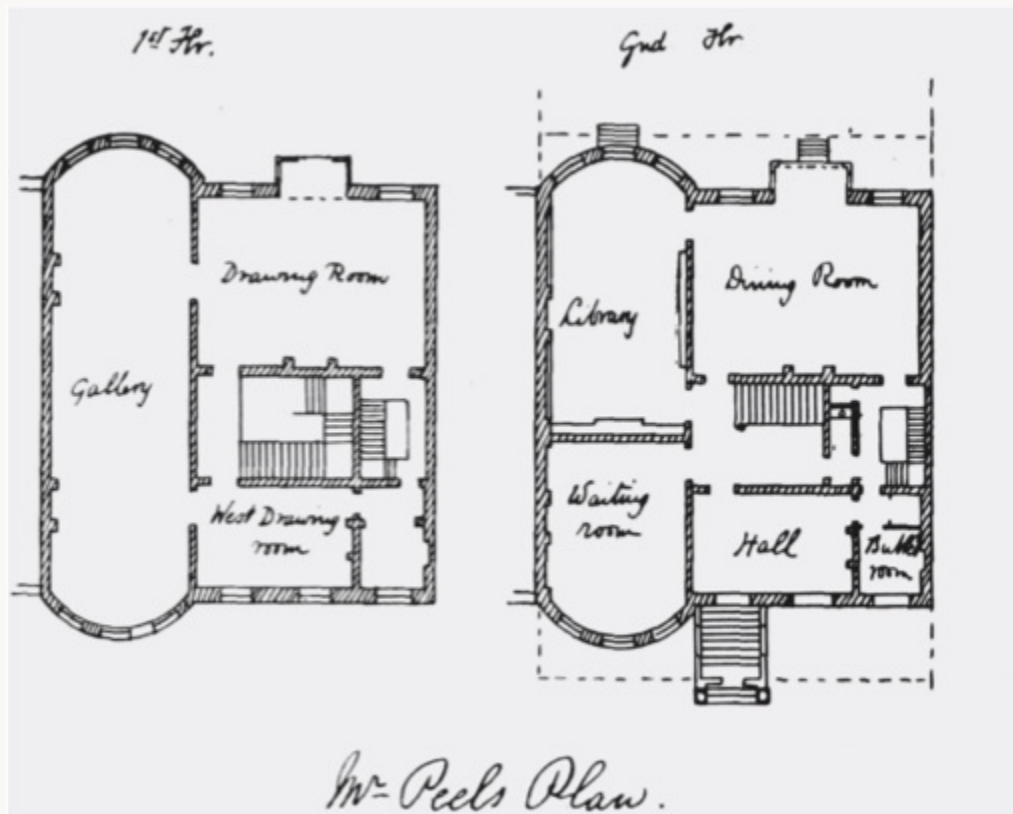 1st Flr.
Gnd Flr
Drawing Room
Gallery
West Drawing
room
Dining Room
Library
Waiting
room
Hall
room
Mr Peels Plan.